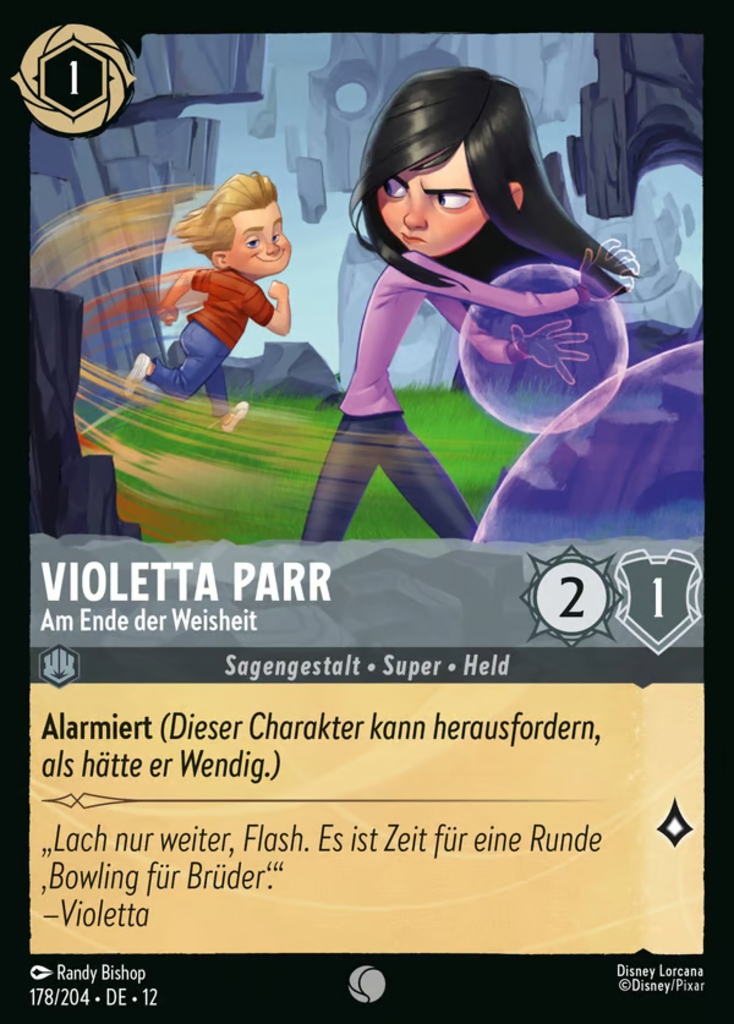 1
VIOLETTA PARR
Am Ende der Weisheit
2
1
Sagengestalt • Super • Held
Alarmiert (Dieser Charakter kann herausfordern,
als hätte er Wendig.)
„Lach nur weiter, Flash. Es ist Zeit für eine Runde
‚Bowling für Brüder‘.“
–Violetta
Randy Bishop
178/204 • DE • 12
Disney Lorcana
©Disney/Pixar